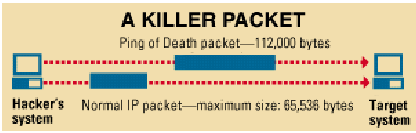 A KILLER PACKET
Ping of Death packet—112,000 bytes
Hacker's system
Normal IP packet—maximum size: 65,536 bytes
Target system